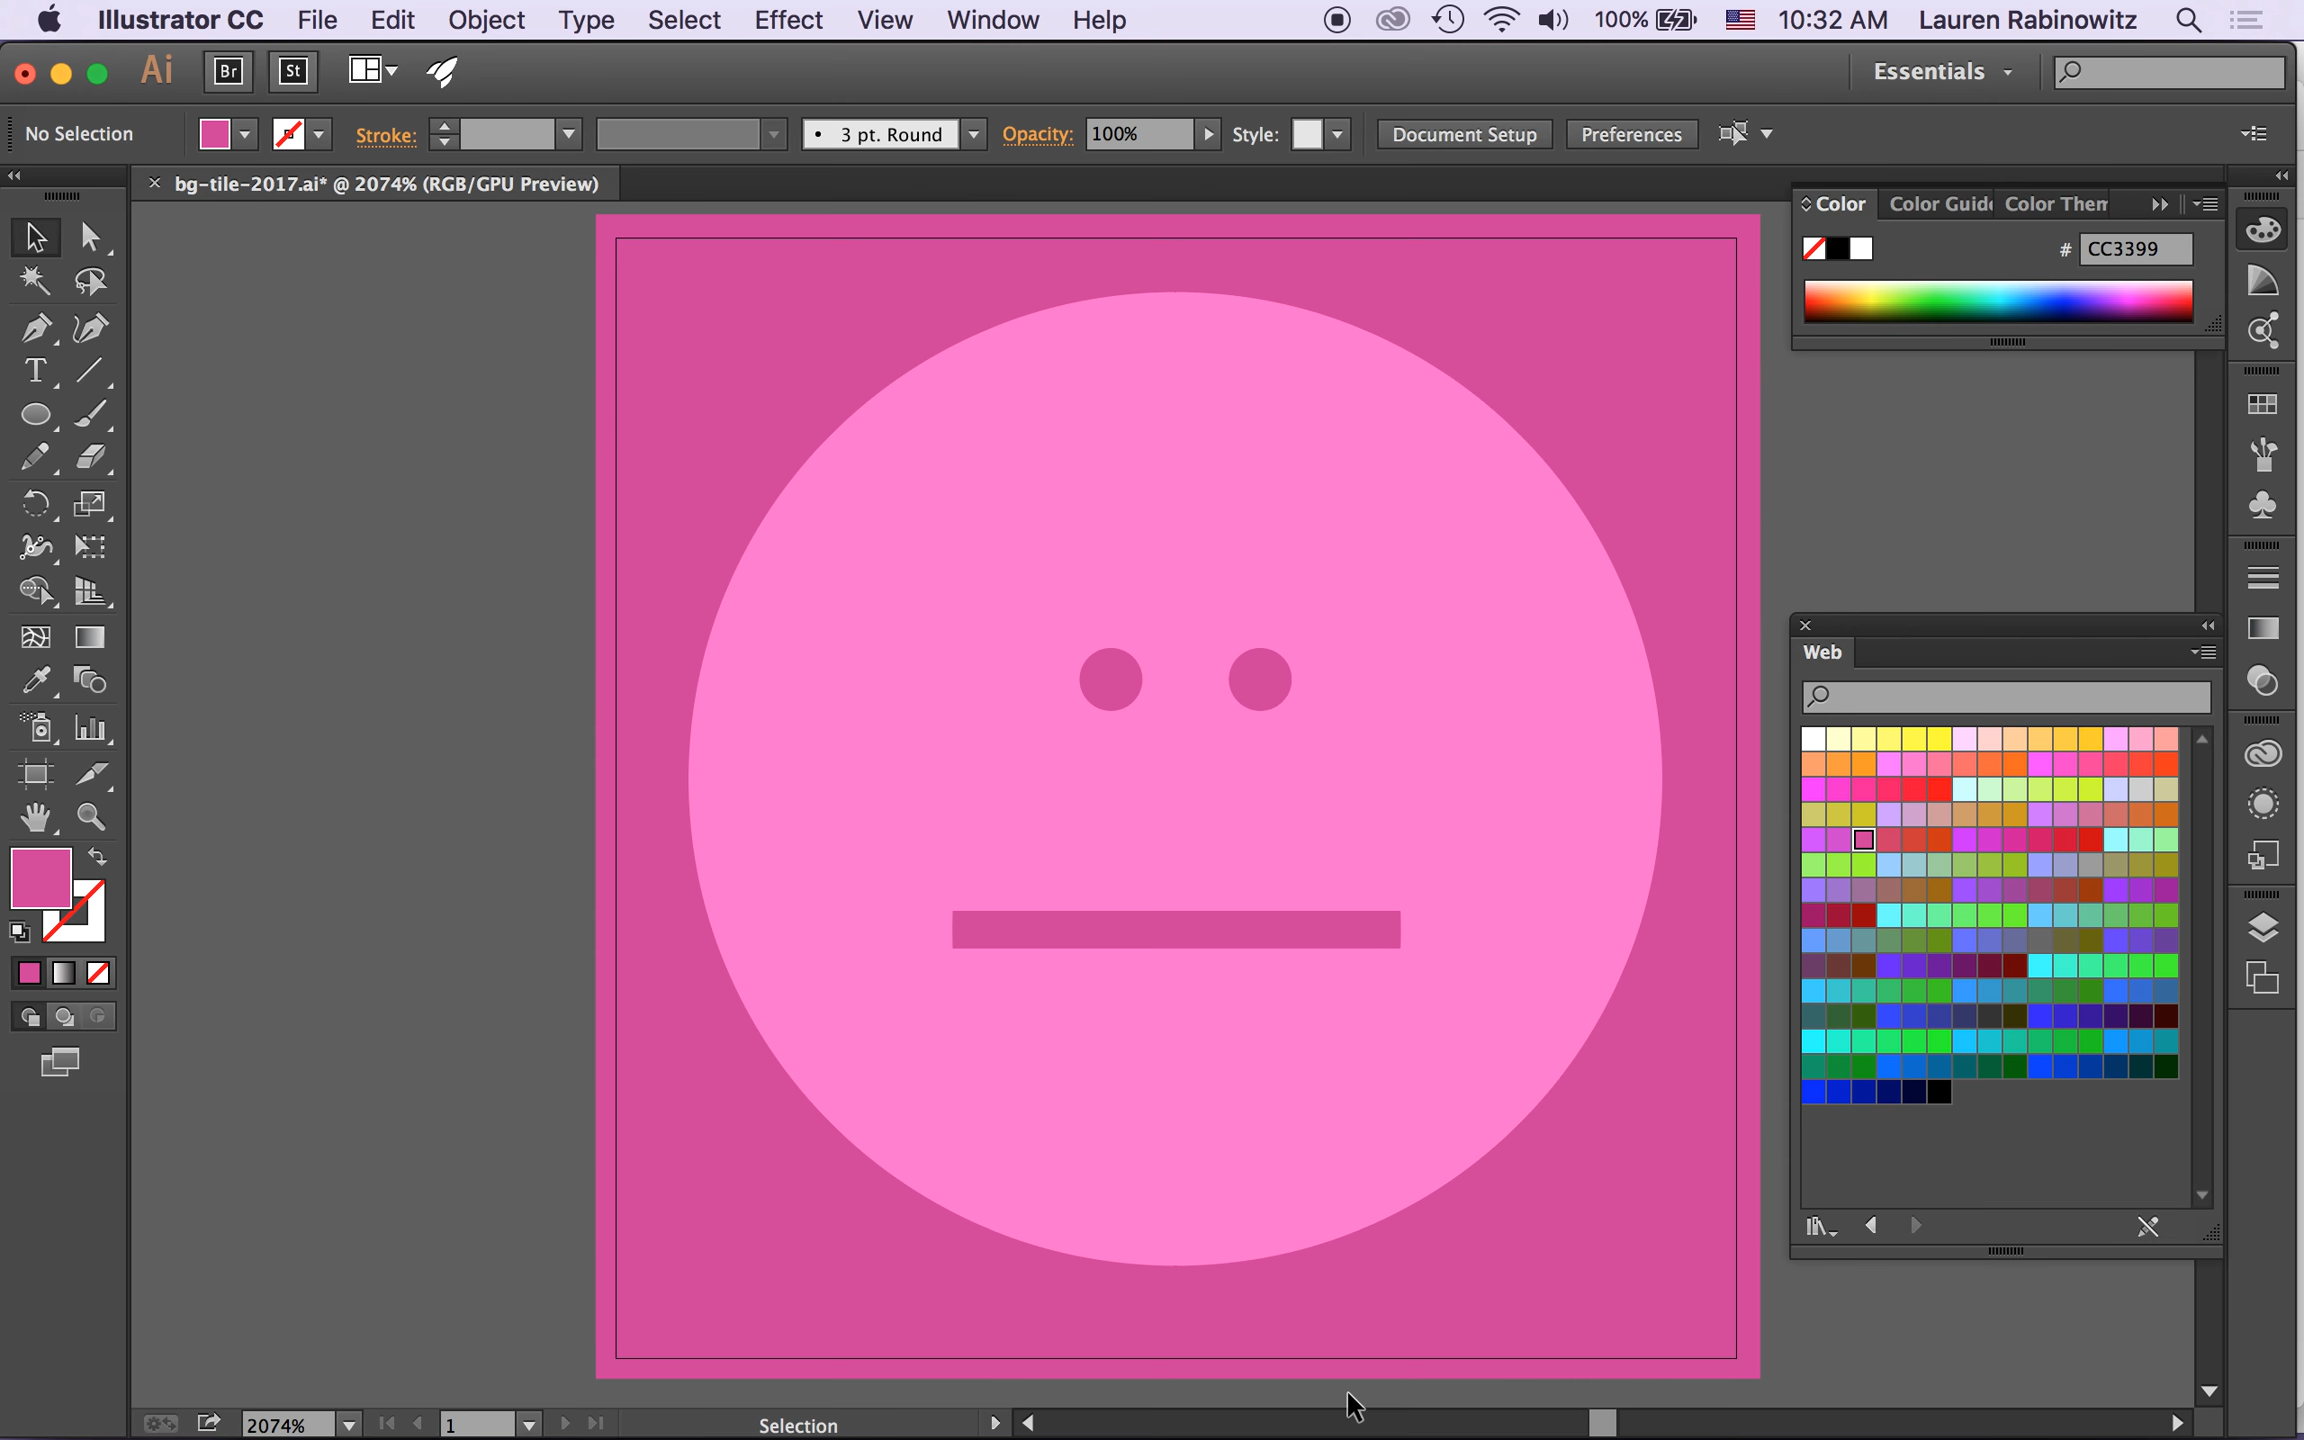 Illustrator CC File Edit Object Type Select Effect View Window Help 100% 10:32 AM Lauren Rabinowitz
Ai Br St Essentials
No Selection Stroke: 3 pt. Round Opacity: 100% Style: Document Setup Preferences
bg-tile-2017.ai* @ 2074% (RGB/GPU Preview)
Color Color Guid Color Them
# CC3399
T
Web
2074% 1 Selection